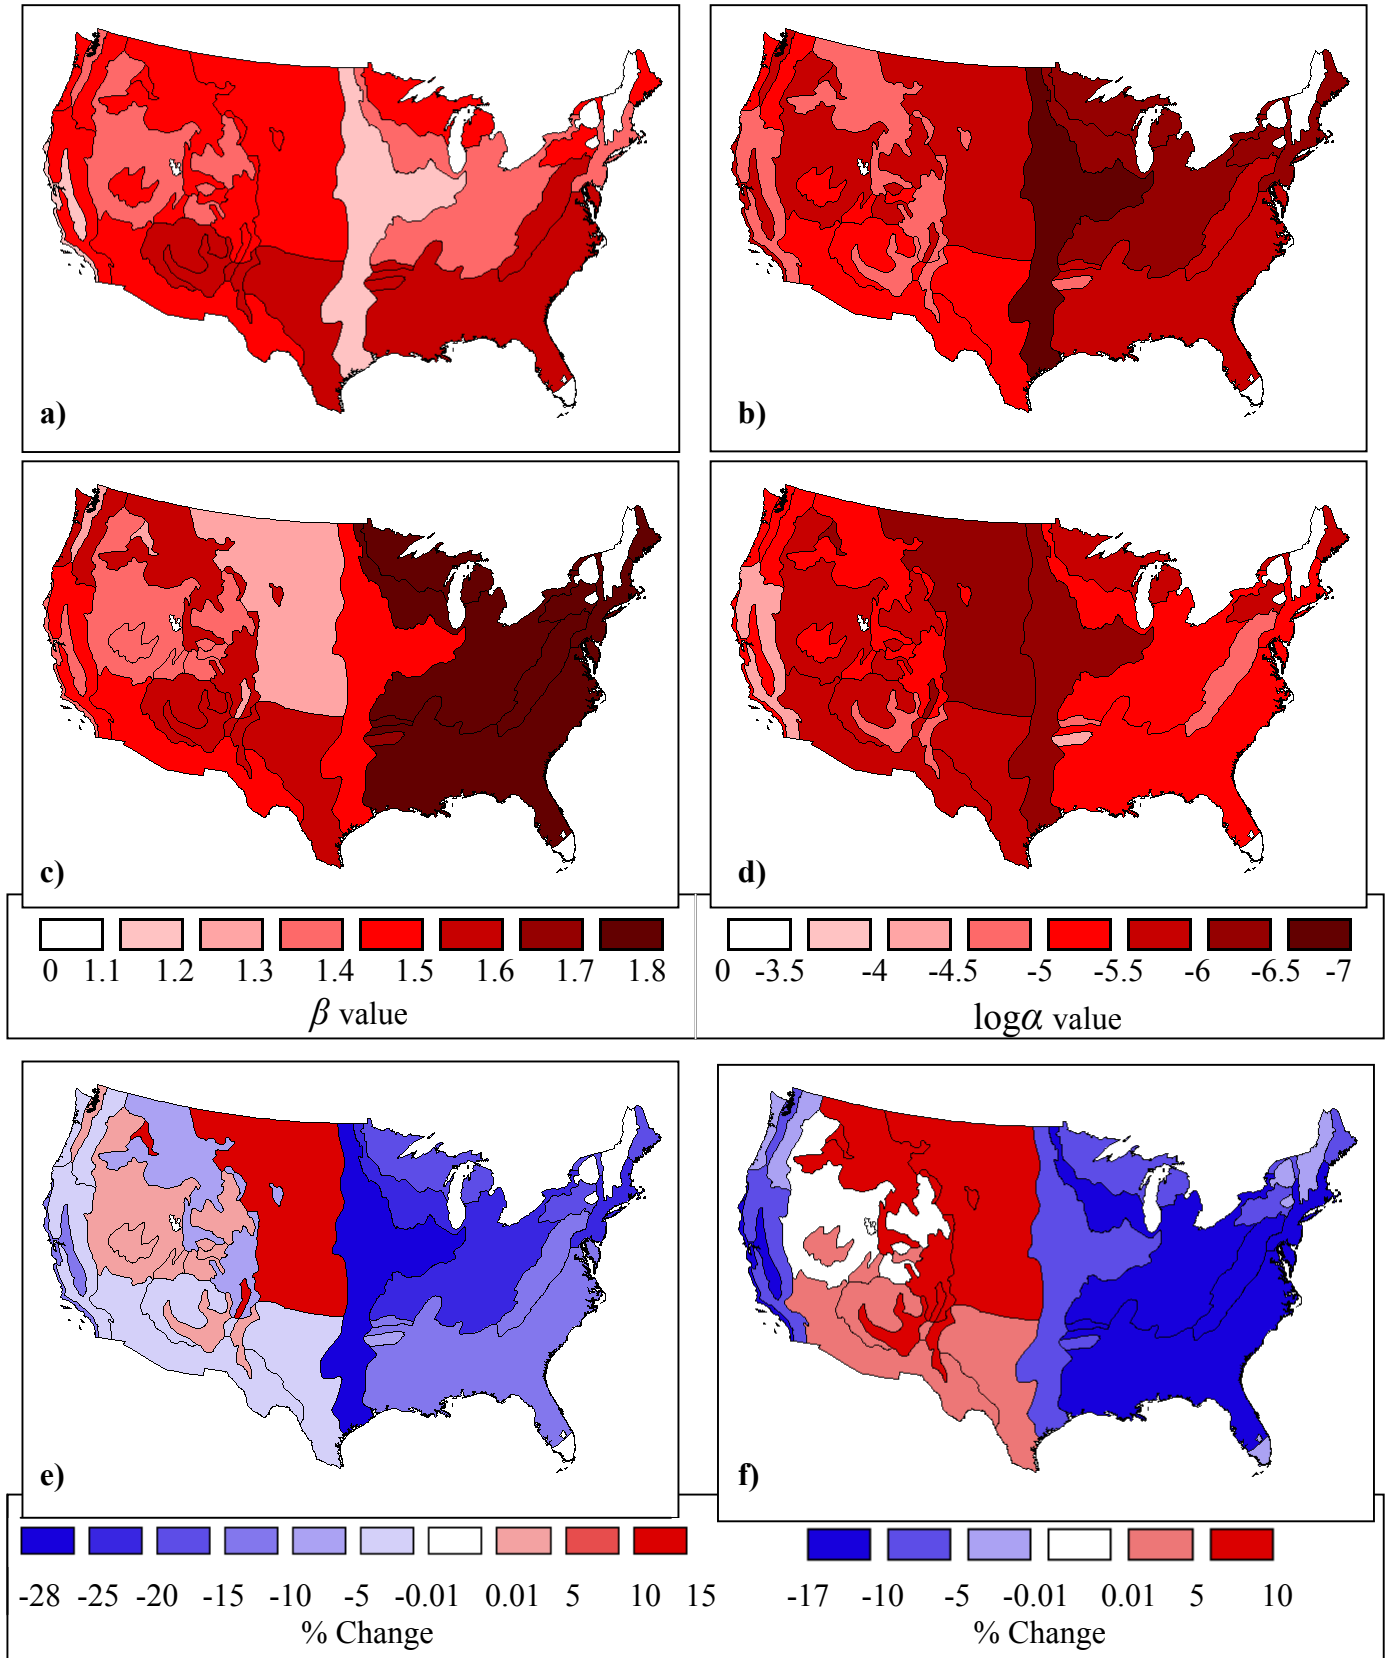 a)
b)
c)
d)
0 1.1 1.2 1.3 1.4 1.5 1.6 1.7 1.8
β value
0 -3.5 -4 -4.5 -5 -5.5 -6 -6.5 -7
logα value
e)
f)
-28 -25 -20 -15 -10 -5 -0.01 0.01 5 10 15
% Change
-17 -10 -5 -0.01 0.01 5 10
% Change